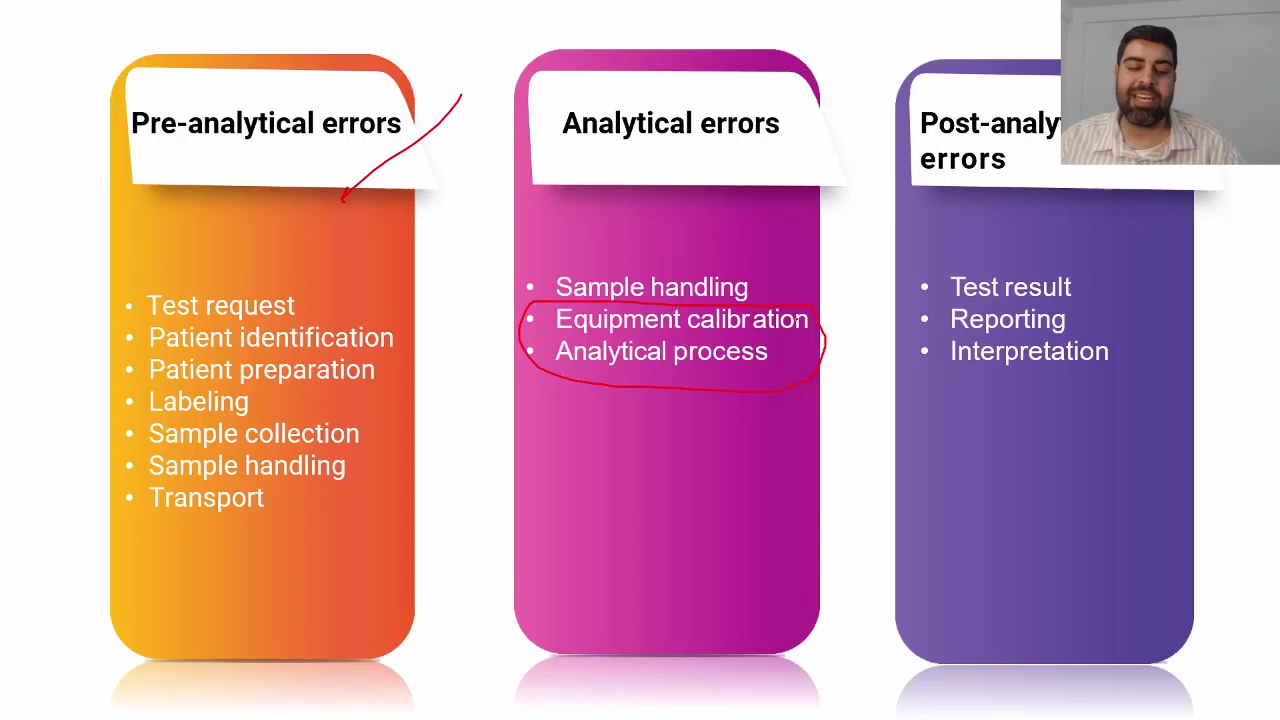 Pre-analytical errors
Test request
Patient identification
Patient preparation
Labeling
Sample collection
Sample handling
Transport
Analytical errors
Sample handling
Equipment calibration
Analytical process
Post-analy
errors
Test result
Reporting
Interpretation